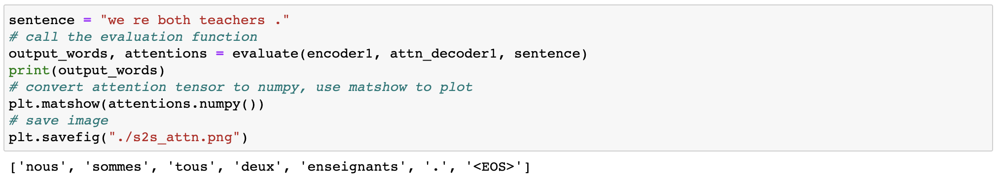 sentence = "we re both teachers ."
# call the evaluation function
output_words, attentions = evaluate(encoder1, attn_decoder1, sentence)
print(output_words)
# convert attention tensor to numpy, use matshow to plot
plt.matshow(attentions.numpy())
# save image
plt.savefig("./s2s_attn.png")
['nous', 'sommes', 'tous', 'deux', 'enseignants', '.', '<EOS>']